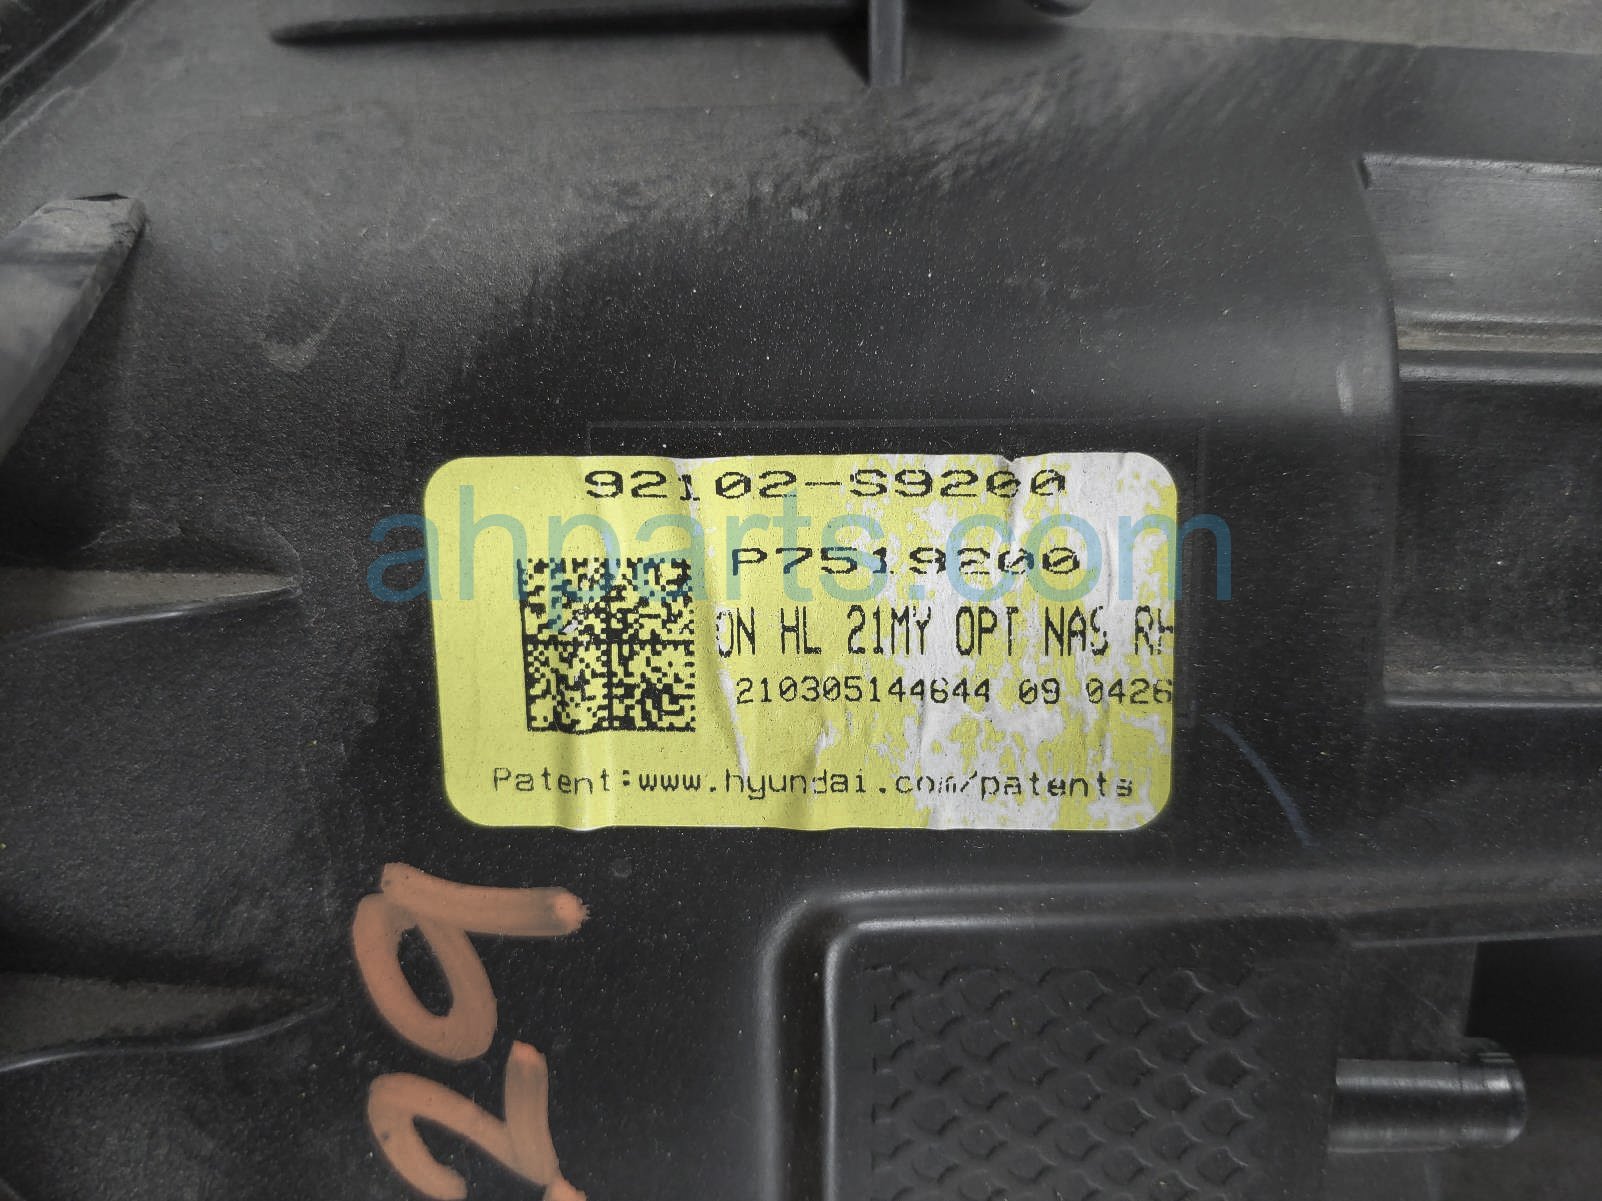 92102-S9200
ahparts.com
P7519200
ON HL 21MY OPT NAS RH
210305144644 09 0426
Patent:www.hyundai.com/patents
29